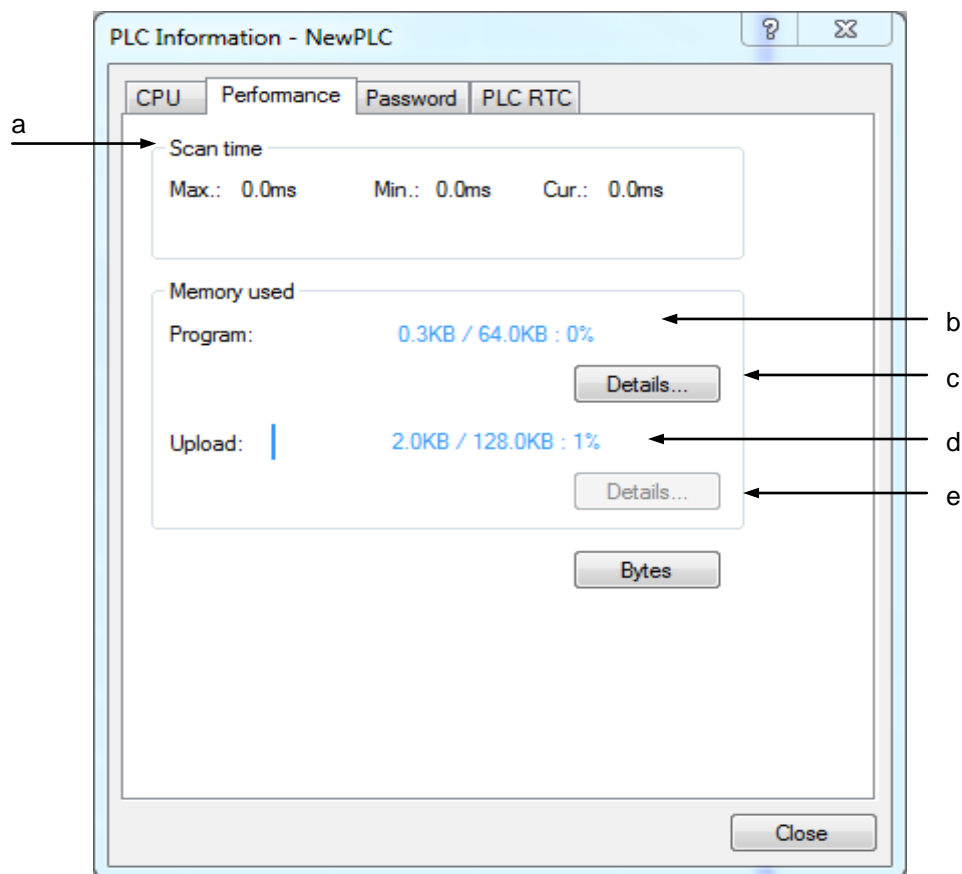 PLC Information - NewPLC
CPU Performance Password PLC RTC
a
Scan time
Max.: 0.0ms Min.: 0.0ms Cur.: 0.0ms
Memory used
Program: 0.3KB / 64.0KB : 0%
b
Details...
c
Upload: 2.0KB / 128.0KB : 1%
d
Details...
e
Bytes
Close